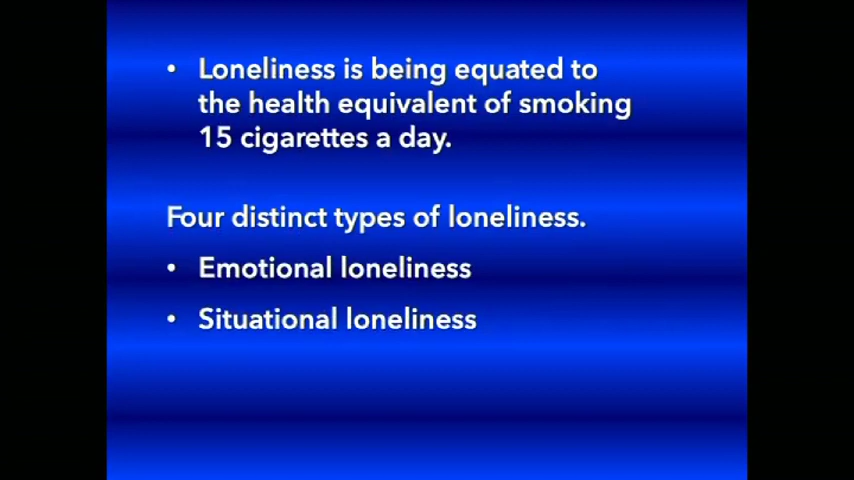 • Loneliness is being equated to
the health equivalent of smoking
15 cigarettes a day.
Four distinct types of loneliness.
• Emotional loneliness
• Situational loneliness